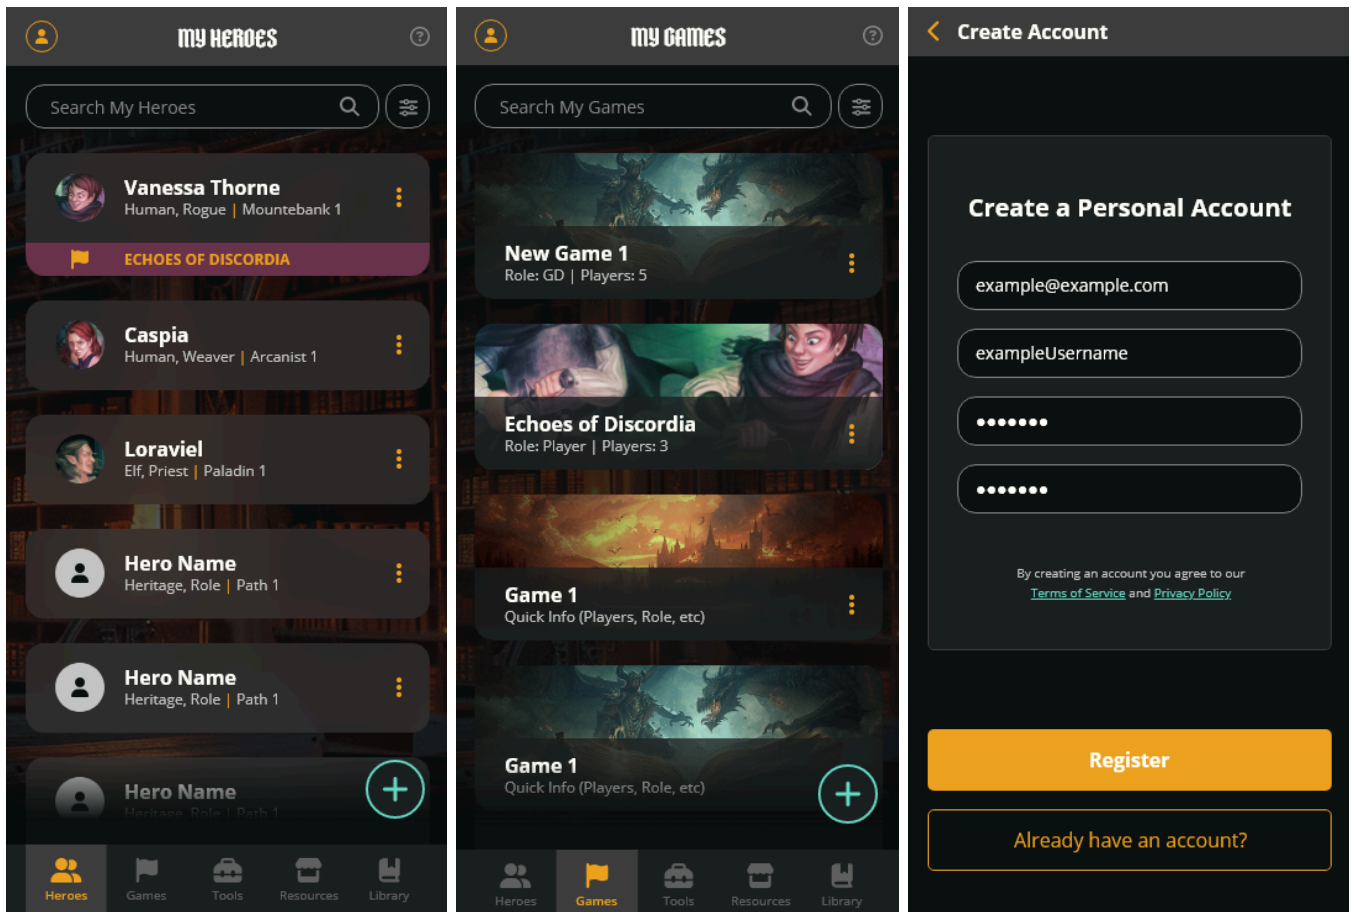 MY HEROES
?
Search My Heroes
Vanessa Thorne
Human, Rogue | Mountebank 1
ECHOES OF DISCORDIA
Caspia
Human, Weaver | Arcanist 1
Loraviel
Elf, Priest | Paladin 1
Hero Name
Heritage, Role | Path 1
Hero Name
Heritage, Role | Path 1
Hero Name
Heritage, Role | Path 1
Heroes
Games
Tools
Resources
Library
MY GAMES
?
Search My Games
New Game 1
Role: GD | Players: 5
Echoes of Discordia
Role: Player | Players: 3
Game 1
Quick Info (Players, Role, etc)
Game 1
Quick Info (Players, Role, etc)
Heroes
Games
Tools
Resources
Library
Create Account
Create a Personal Account
example@example.com
exampleUsername
•••••••
•••••••
By creating an account you agree to our
Terms of Service and Privacy Policy
Register
Already have an account?